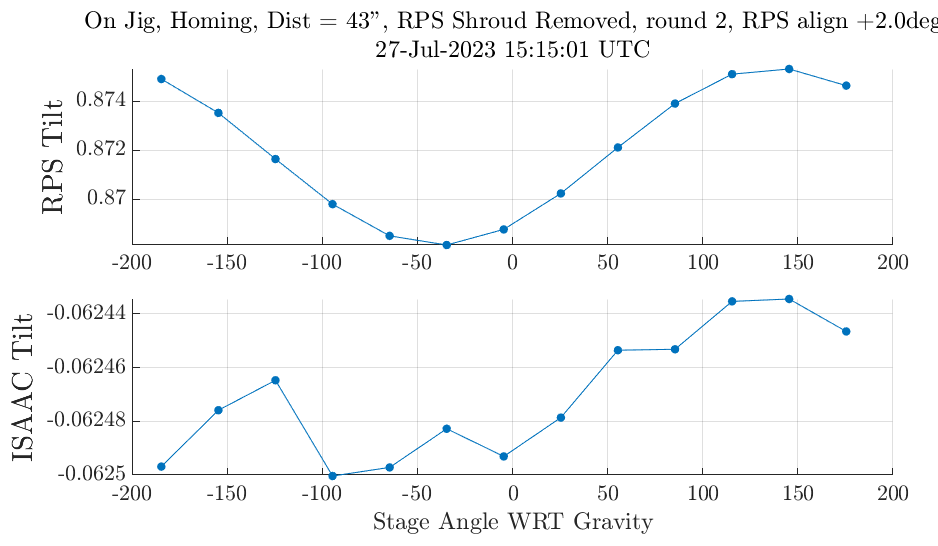 On Jig, Homing, Dist = 43”, RPS Shroud Removed, round 2, RPS align +2.0deg
27-Jul-2023 15:15:01 UTC
RPS Tilt
0.874
0.872
0.87
-200 -150 -100 -50 0 50 100 150 200
ISAAC Tilt
-0.06244
-0.06246
-0.06248
-0.0625
-200 -150 -100 -50 0 50 100 150 200
Stage Angle WRT Gravity